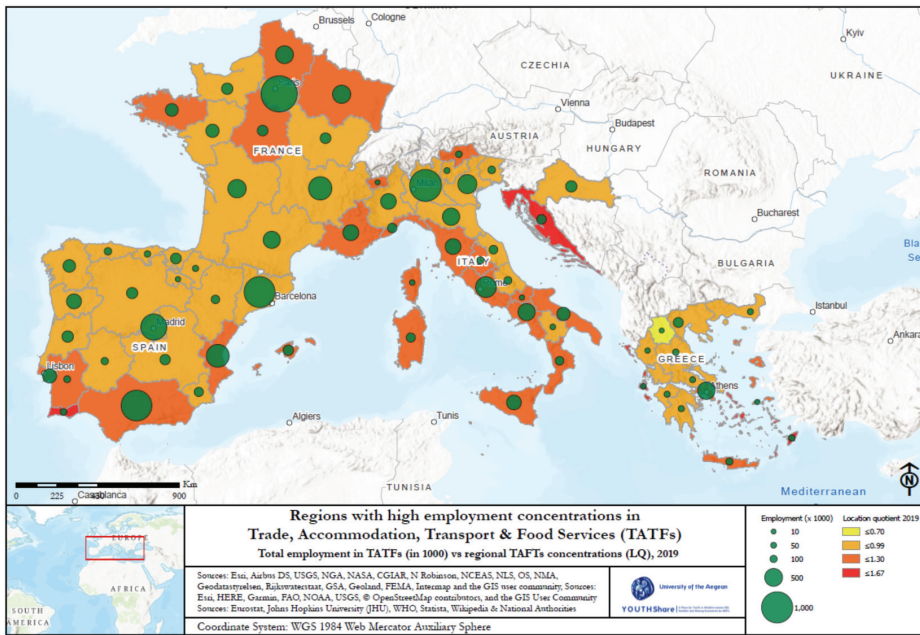 Brussels
Cologne
Kyiv
CZECHIA
UKRAINE
Vienna
Budapest
AUSTRIA
HUNGARY
FRANCE
ROMANIA
Milan
Bucharest
BULGARIA
ITALY
Barcelona
Istanbul
Madrid
Ankara
SPAIN
GREECE
Lisbon
Athens
Algiers
Tunis
TUNISIA
Casablanca
Km
0 225 450 900
Mediterranean
N
EUROPE
AFRICA
SOUTH
AMERICA
Regions with high employment concentrations in
Trade, Accommodation, Transport & Food Services (TATFs)
Total employment in TATFs (in 1000) vs regional TAFTs concentrations (LQ), 2019
Sources: Esri, Airbus DS, USGS, NGA, NASA, CGIAR, N Robinson, NCEAS, NLS, OS, NMA,
Geodatastyrelsen, Rijkswaterstaat, GSA, Geoland, FEMA, Intermap and the GIS user community, Sources:
Esri, HERE, Garmin, FAO, NOAA, USGS, © OpenStreetMap contributors, and the GIS User Community
Sources: Eurostat, Johns Hopkins University (JHU), WHO, Statista, Wikipedia & National Authorities
Coordinate System: WGS 1984 Web Mercator Auxiliary Sphere
University of the Aegean
YOUTHShare
Employment (x 1000)
10
50
100
500
1,000
Location quotient 2019
≤0.70
≤0.99
≤1.30
≤1.67